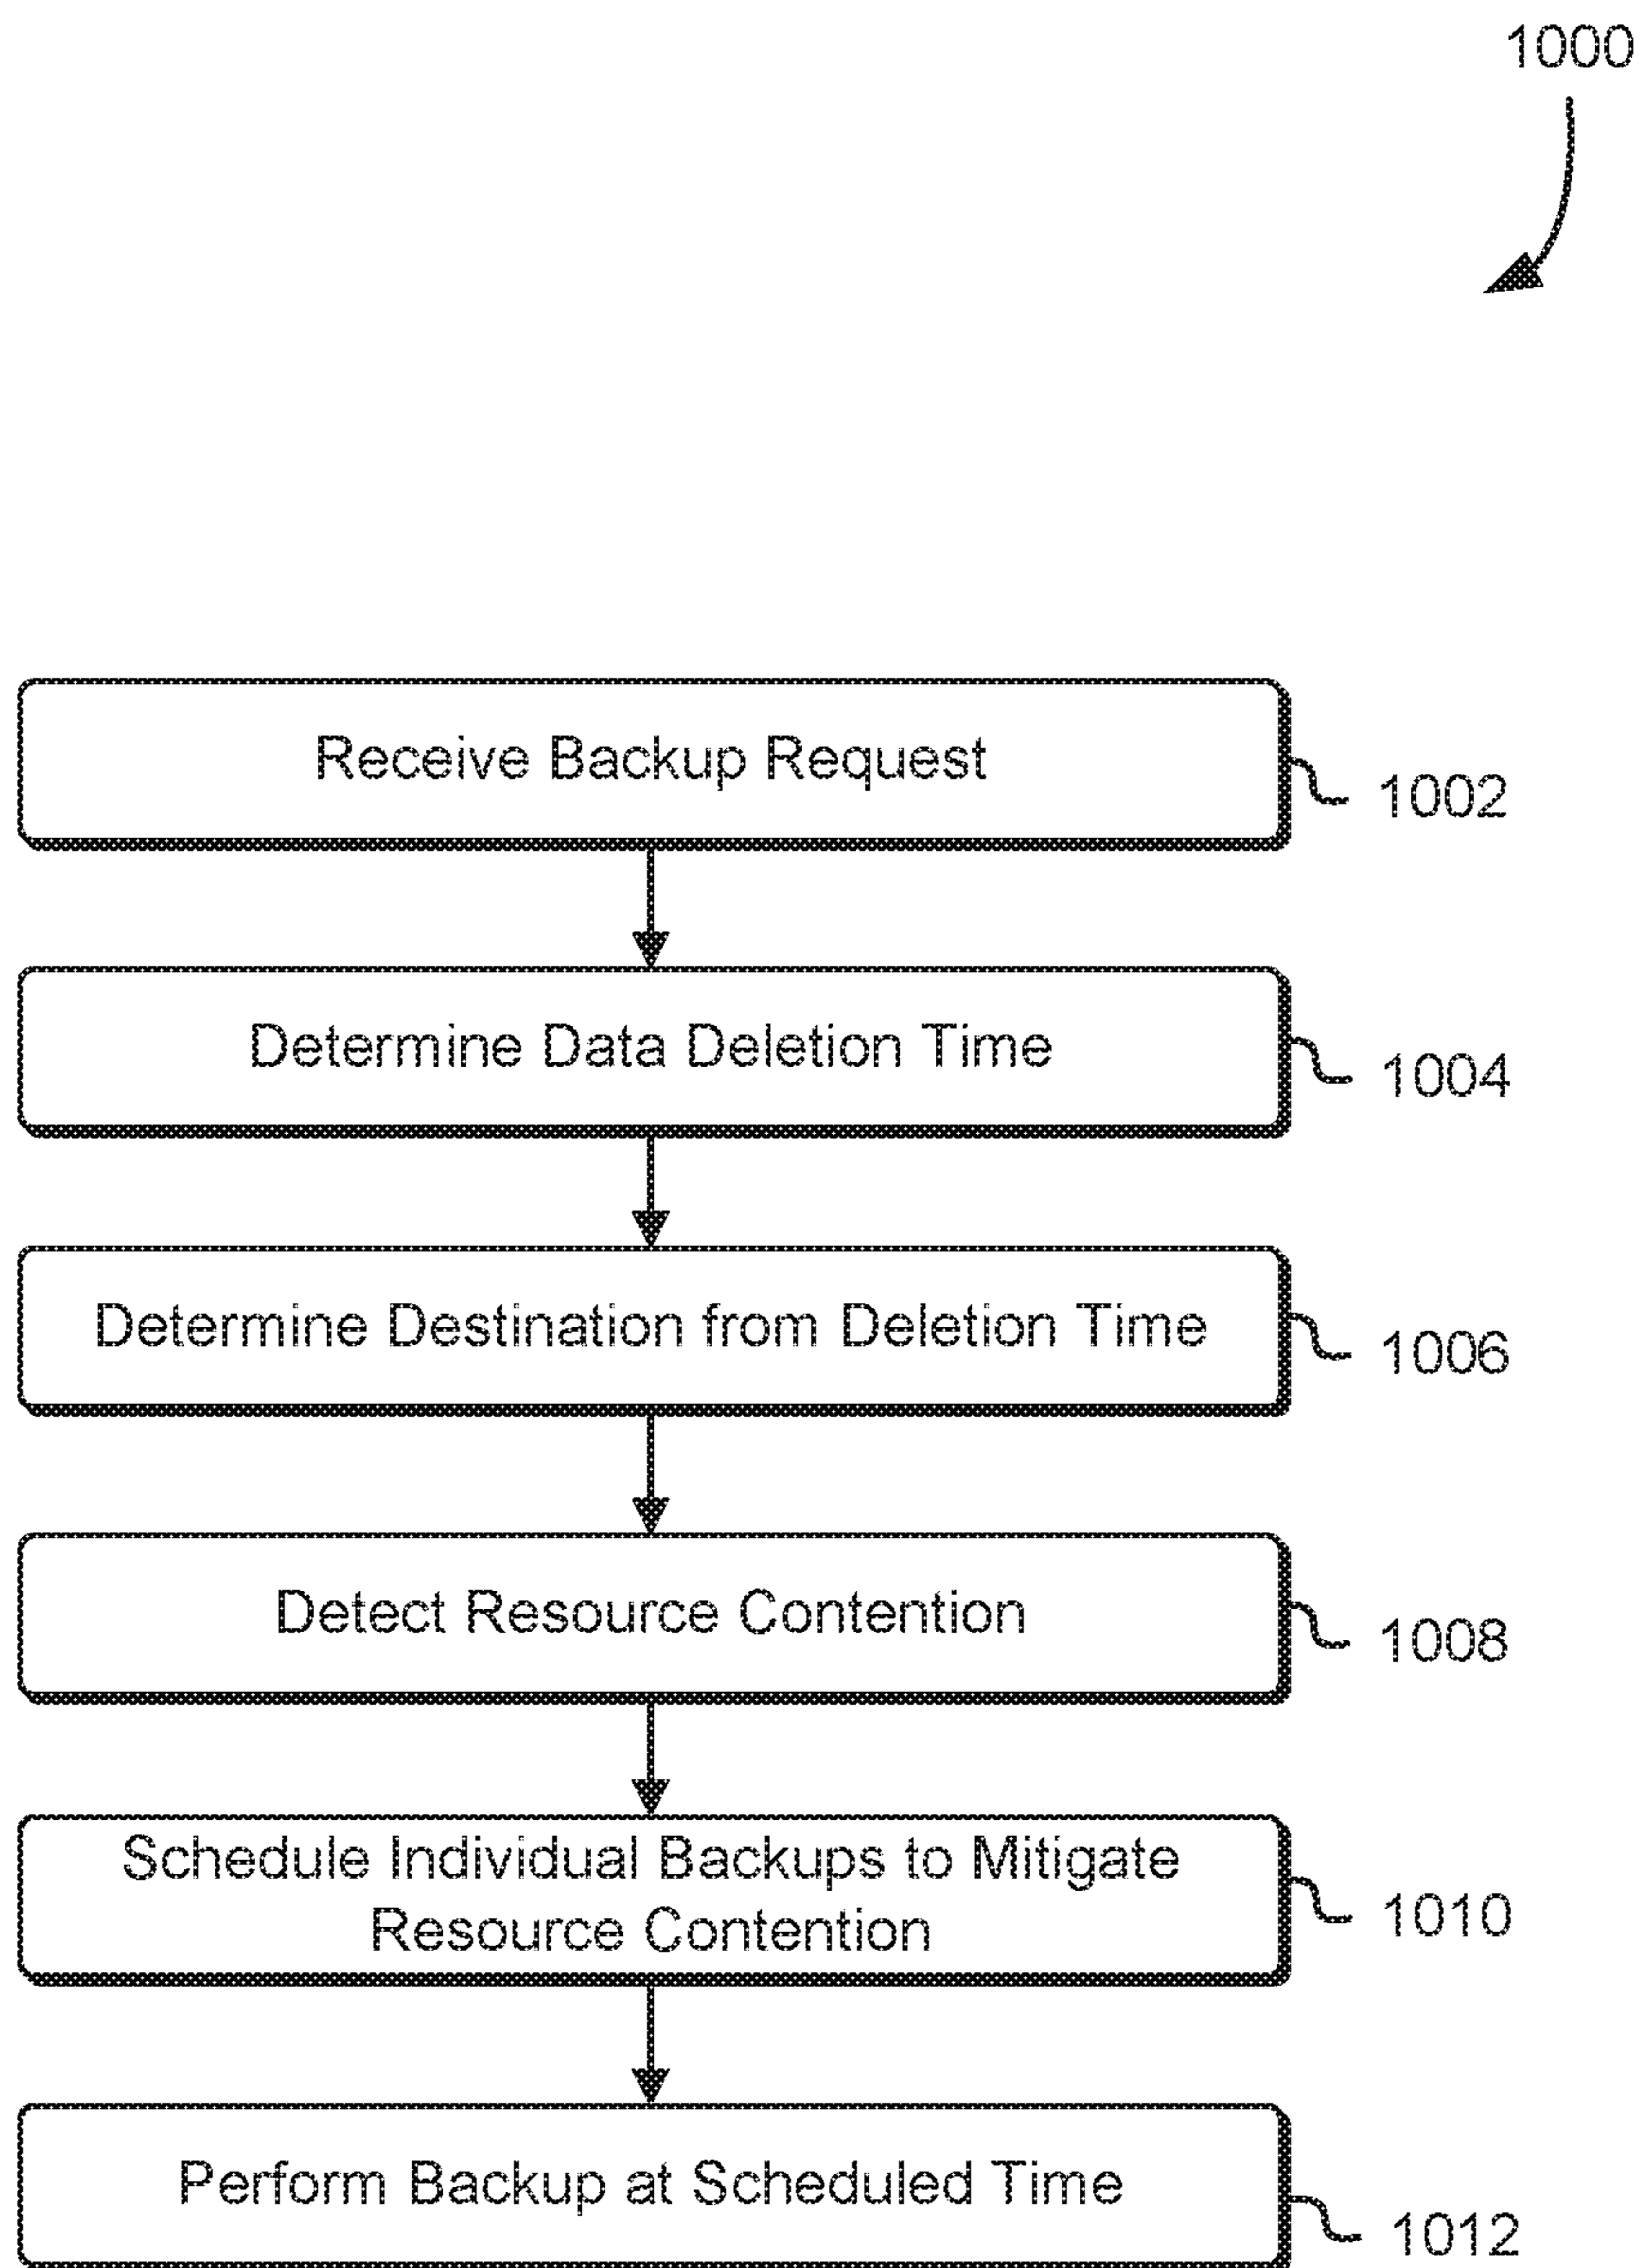 1000
Receive Backup Request
1002
Determine Data Deletion Time
1004
Determine Destination from Deletion Time
1006
Detect Resource Contention
1008
Schedule Individual Backups to Mitigate
Resource Contention
1010
Perform Backup at Scheduled Time
1012